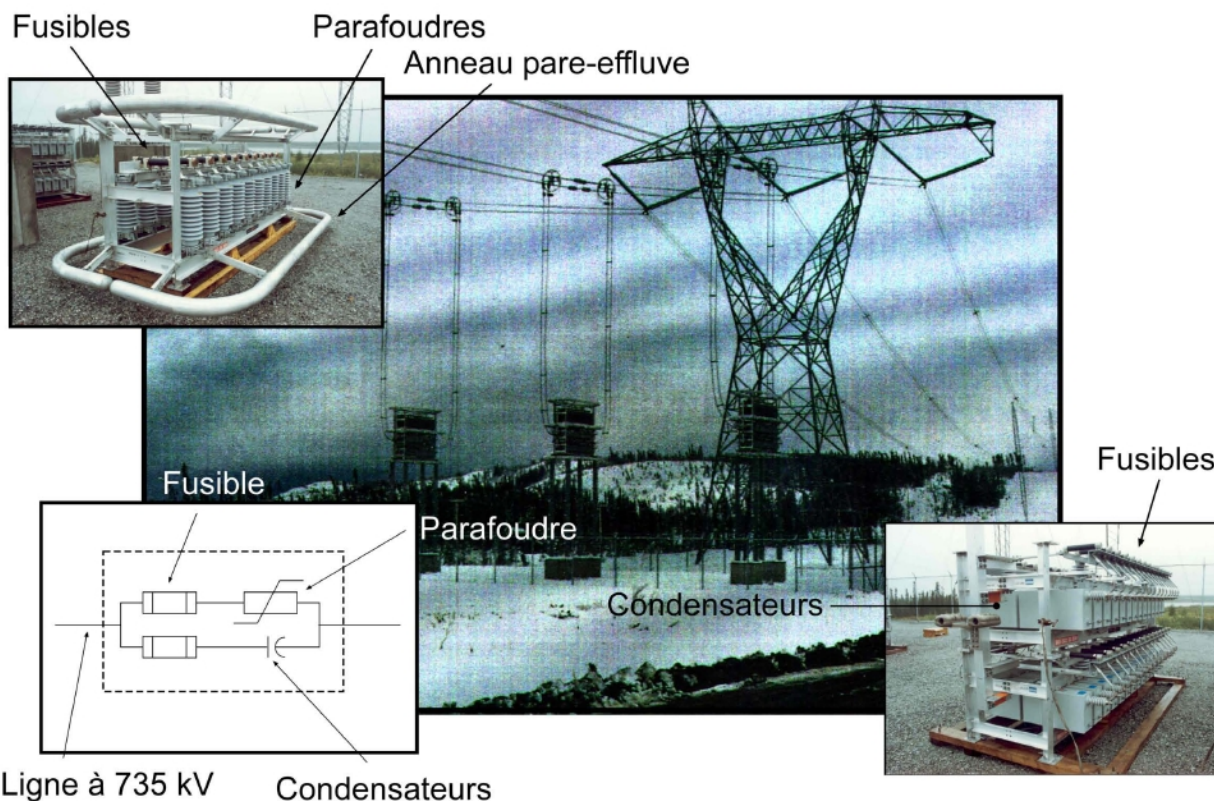 Fusibles
Parafoudres
Anneau pare-effluve
Fusibles
Fusible
Parafoudre
Condensateurs
Ligne à 735 kV
Condensateurs